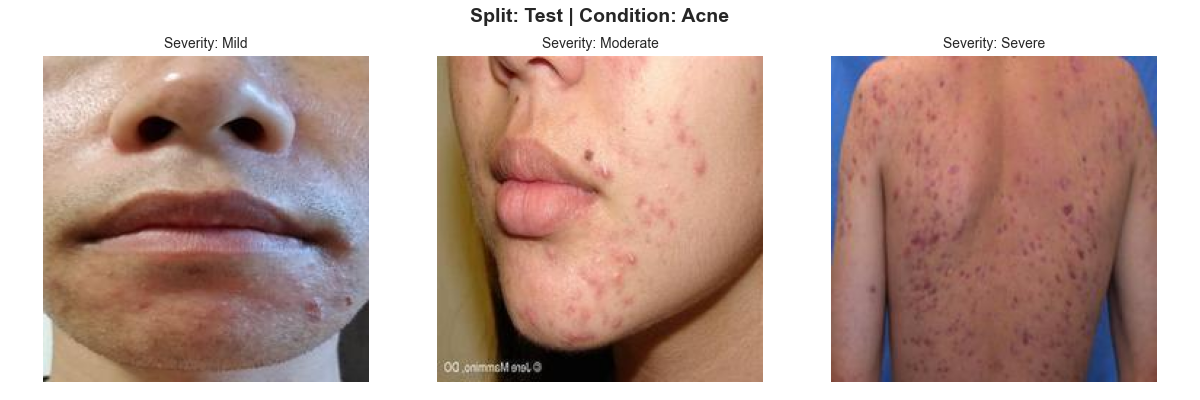 Split: Test | Condition: Acne
Severity: Mild
Severity: Moderate
Severity: Severe
© Jere Mammino, DO